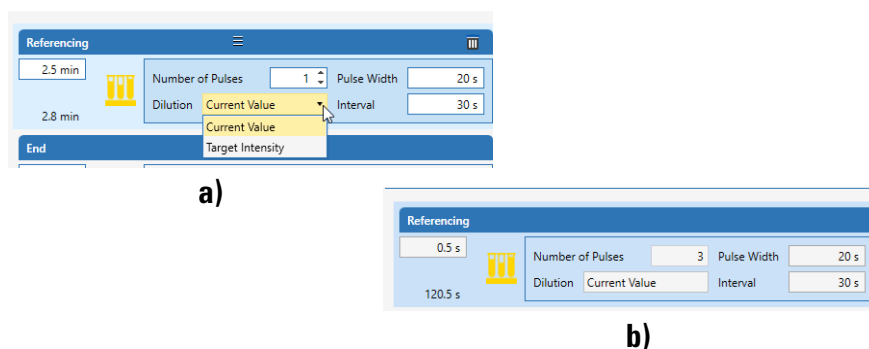 Referencing
2.5 min
Number of Pulses 1 Pulse Width 20 s
Dilution Current Value Interval 30 s
2.8 min
Current Value
Target Intensity
End
a)
Referencing
0.5 s
Number of Pulses 3 Pulse Width 20 s
Dilution Current Value Interval 30 s
120.5 s
b)